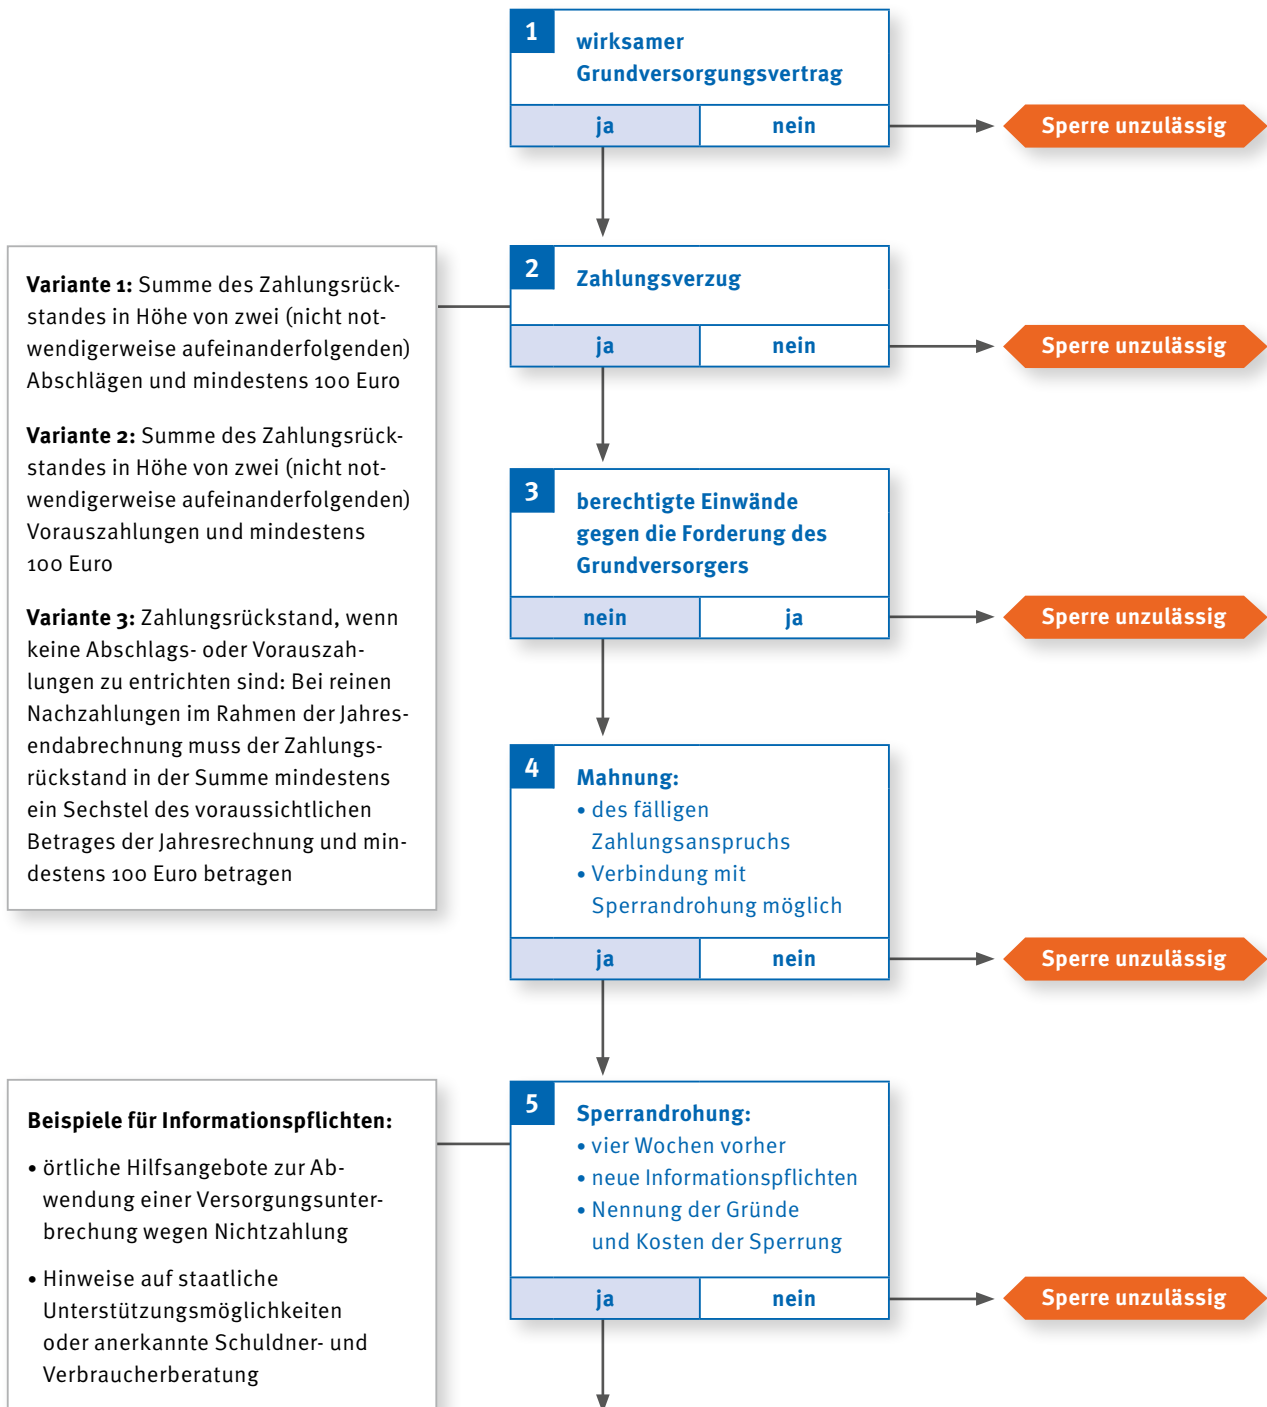 1
wirksamer
Grundversorgungsvertrag
ja
nein
Sperre unzulässig
Variante 1: Summe des Zahlungsrück-
standes in Höhe von zwei (nicht not-
wendigerweise aufeinanderfolgenden)
Abschlägen und mindestens 100 Euro
Variante 2: Summe des Zahlungsrück-
standes in Höhe von zwei (nicht not-
wendigerweise aufeinanderfolgenden)
Vorauszahlungen und mindestens
100 Euro
Variante 3: Zahlungsrückstand, wenn
keine Abschlags- oder Vorauszah-
lungen zu entrichten sind: Bei reinen
Nachzahlungen im Rahmen der Jahres-
endabrechnung muss der Zahlungs-
rückstand in der Summe mindestens
ein Sechstel des voraussichtlichen
Betrages der Jahresrechnung und min-
destens 100 Euro betragen
2
Zahlungsverzug
ja
nein
Sperre unzulässig
3
berechtigte Einwände
gegen die Forderung des
Grundversorgers
nein
ja
Sperre unzulässig
4
Mahnung:
• des fälligen
Zahlungsanspruchs
• Verbindung mit
Sperrandrohung möglich
ja
nein
Sperre unzulässig
Beispiele für Informationspflichten:
• örtliche Hilfsangebote zur Ab-
wendung einer Versorgungsunter-
brechung wegen Nichtzahlung
• Hinweise auf staatliche
Unterstützungsmöglichkeiten
oder anerkannte Schuldner- und
Verbraucherberatung
5
Sperrandrohung:
• vier Wochen vorher
• neue Informationspflichten
• Nennung der Gründe
und Kosten der Sperrung
ja
nein
Sperre unzulässig